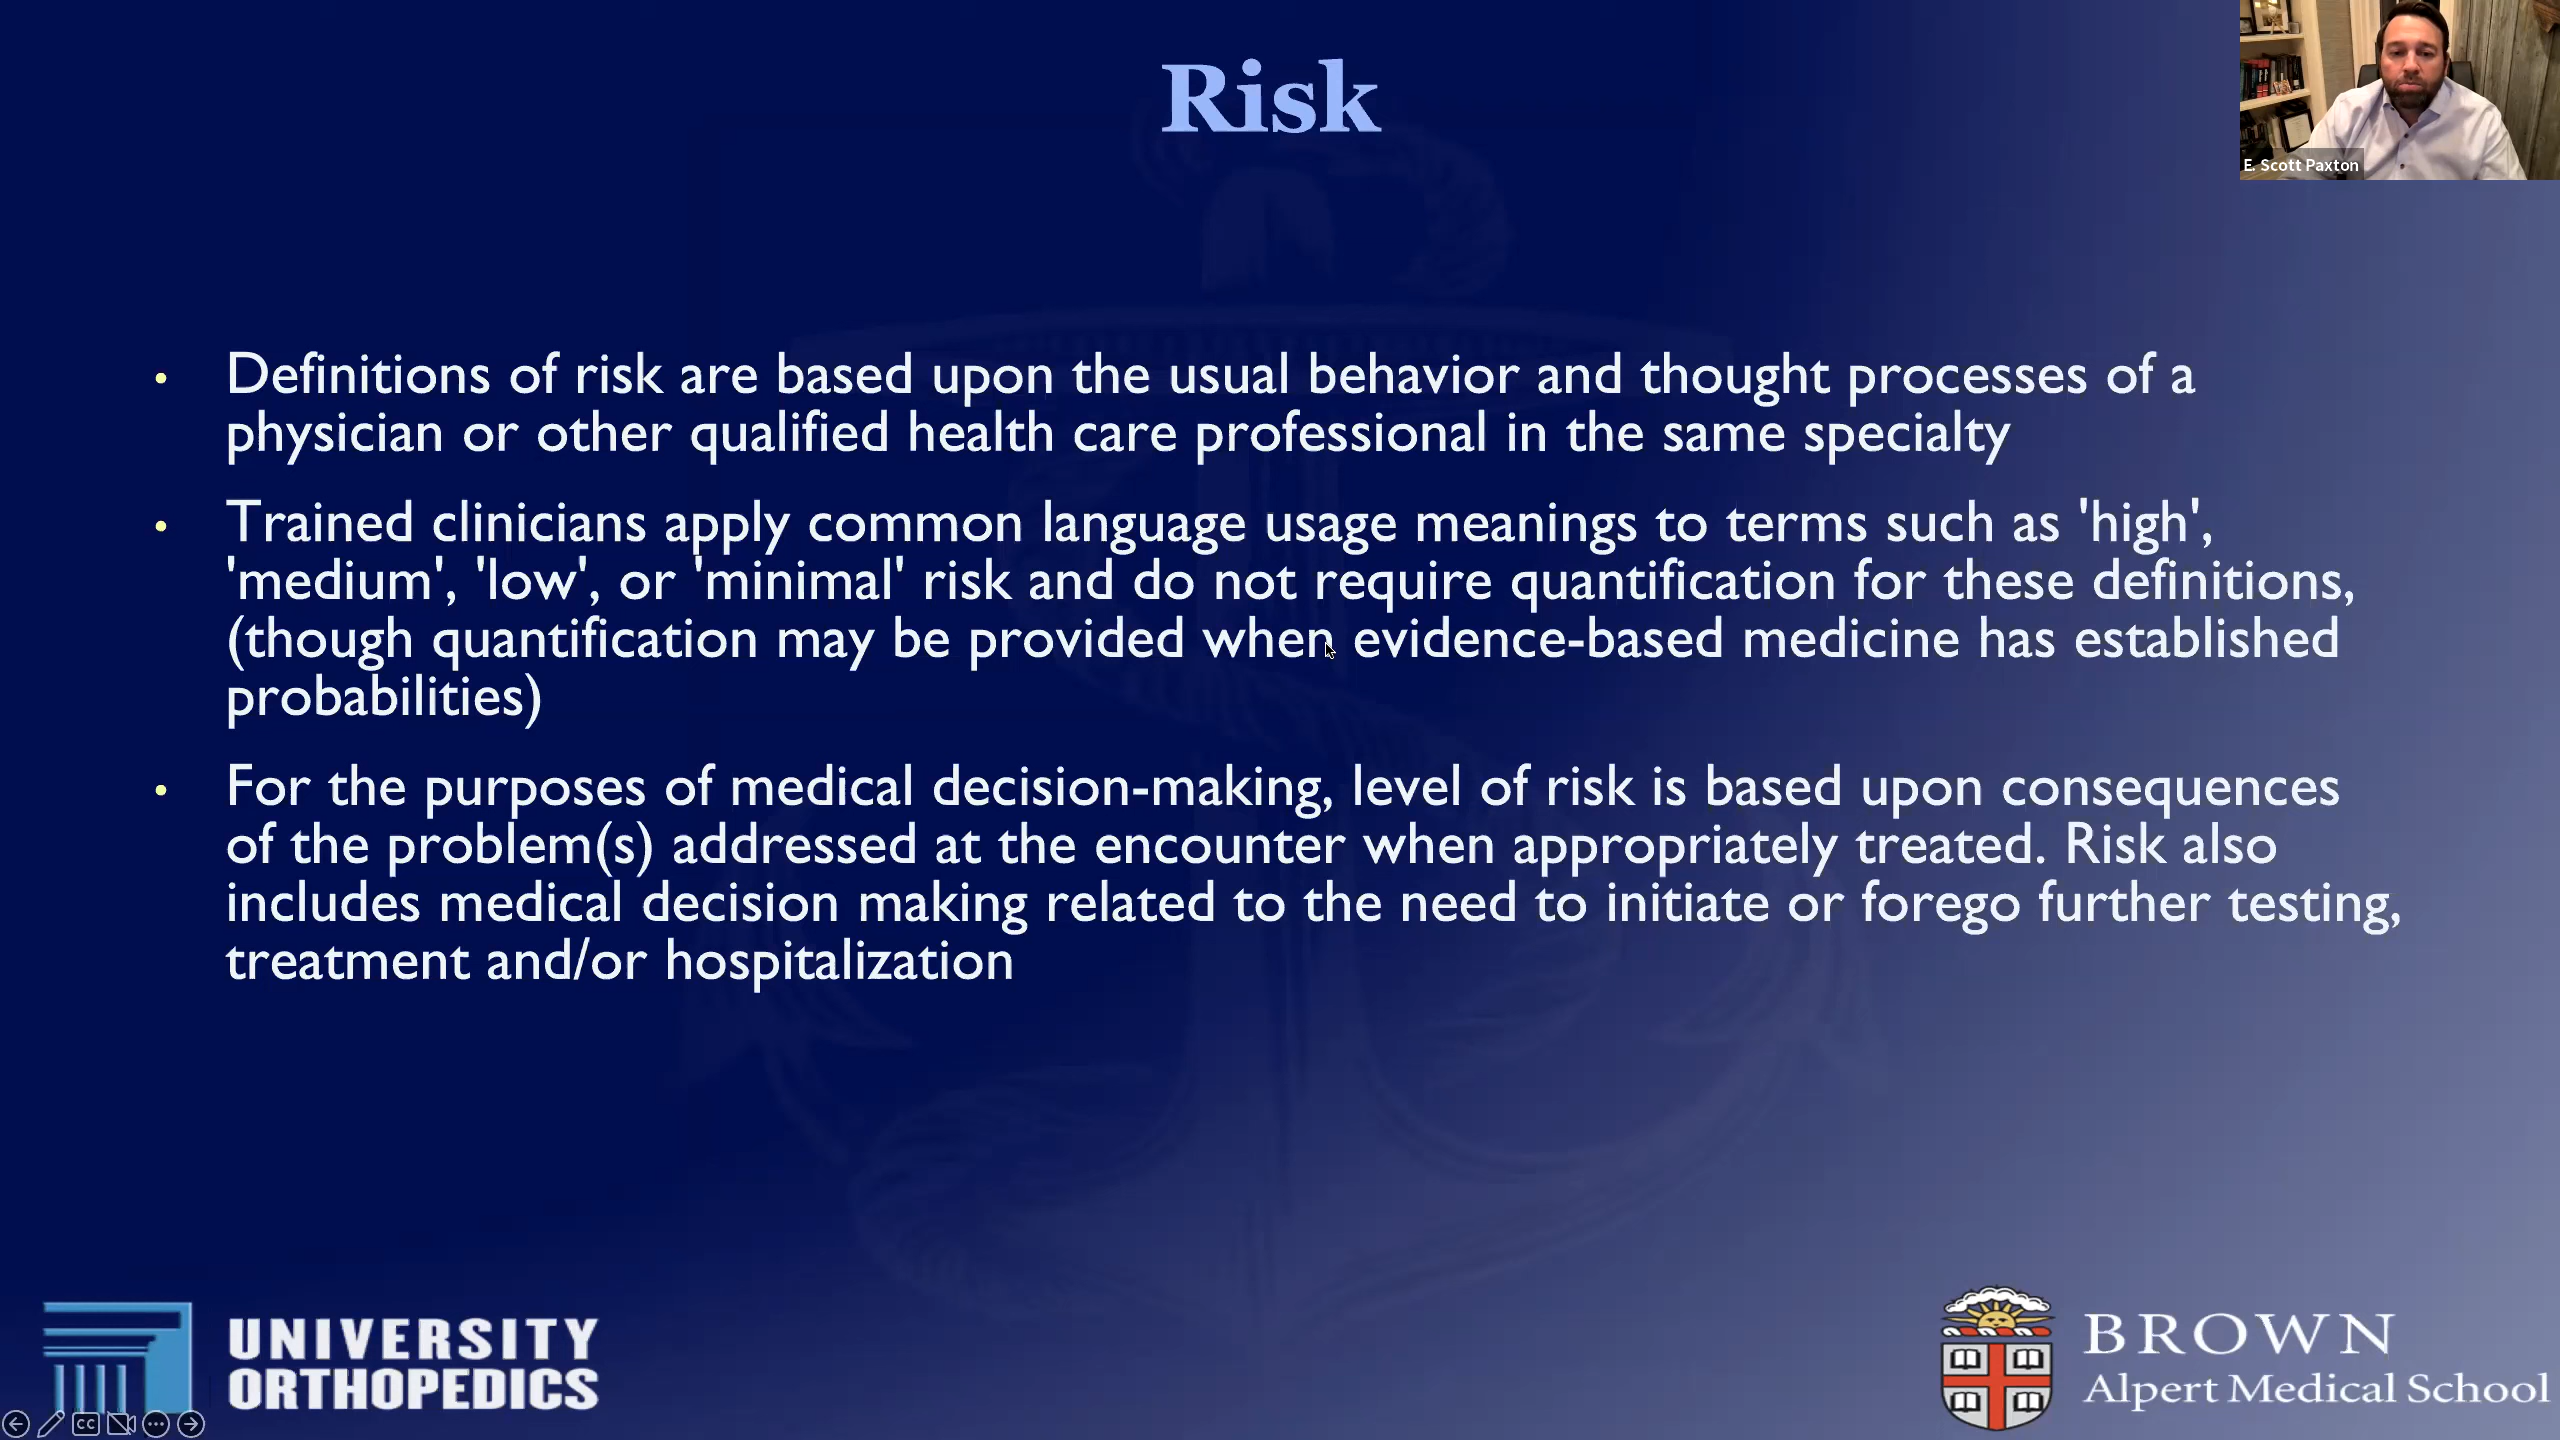 Risk
E. Scott Paxton
• Definitions of risk are based upon the usual behavior and thought processes of a
physician or other qualified health care professional in the same specialty
• Trained clinicians apply common language usage meanings to terms such as 'high',
'medium', 'low', or 'minimal' risk and do not require quantification for these definitions,
(though quantification may be provided when evidence-based medicine has established
probabilities)
• For the purposes of medical decision-making, level of risk is based upon consequences
of the problem(s) addressed at the encounter when appropriately treated. Risk also
includes medical decision making related to the need to initiate or forego further testing,
treatment and/or hospitalization
UNIVERSITY
ORTHOPEDICS
BROWN
Alpert Medical School
CC